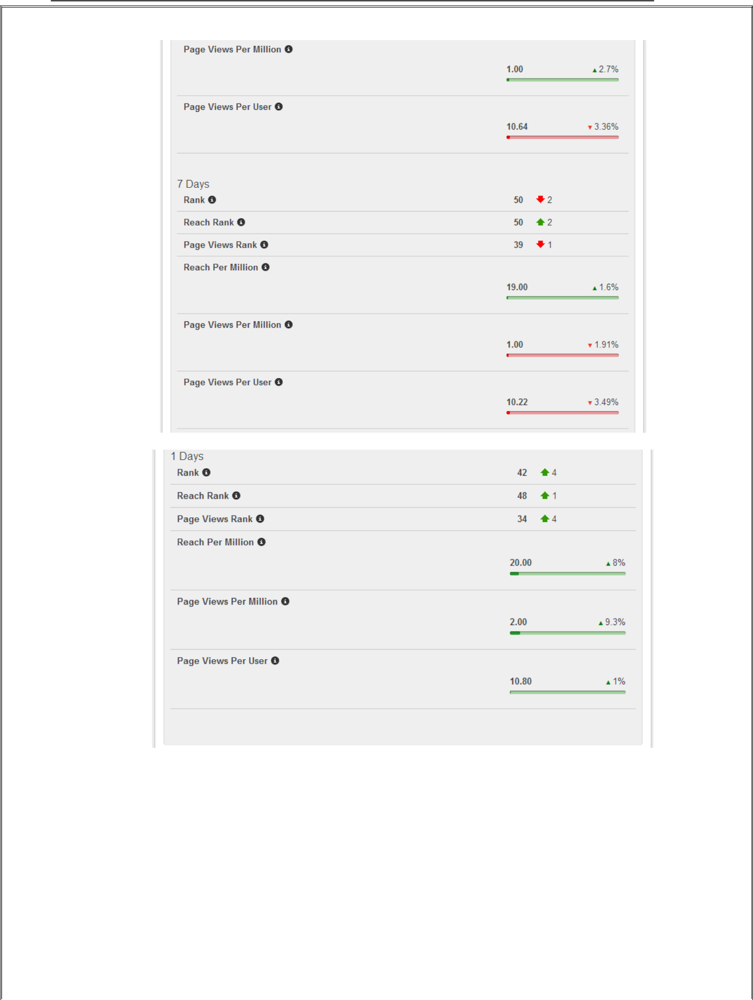 Page Views Per Million
1.00 ▲ 2.7%
Page Views Per User
10.64 ▼ 3.36%
7 Days
Rank 50 2
Reach Rank 50 2
Page Views Rank 39 1
Reach Per Million
19.00 ▲ 1.6%
Page Views Per Million
1.00 ▼ 1.91%
Page Views Per User
10.22 ▼ 3.49%
1 Days
Rank 42 4
Reach Rank 48 1
Page Views Rank 34 4
Reach Per Million
20.00 ▲ 8%
Page Views Per Million
2.00 ▲ 9.3%
Page Views Per User
10.80 ▲ 1%